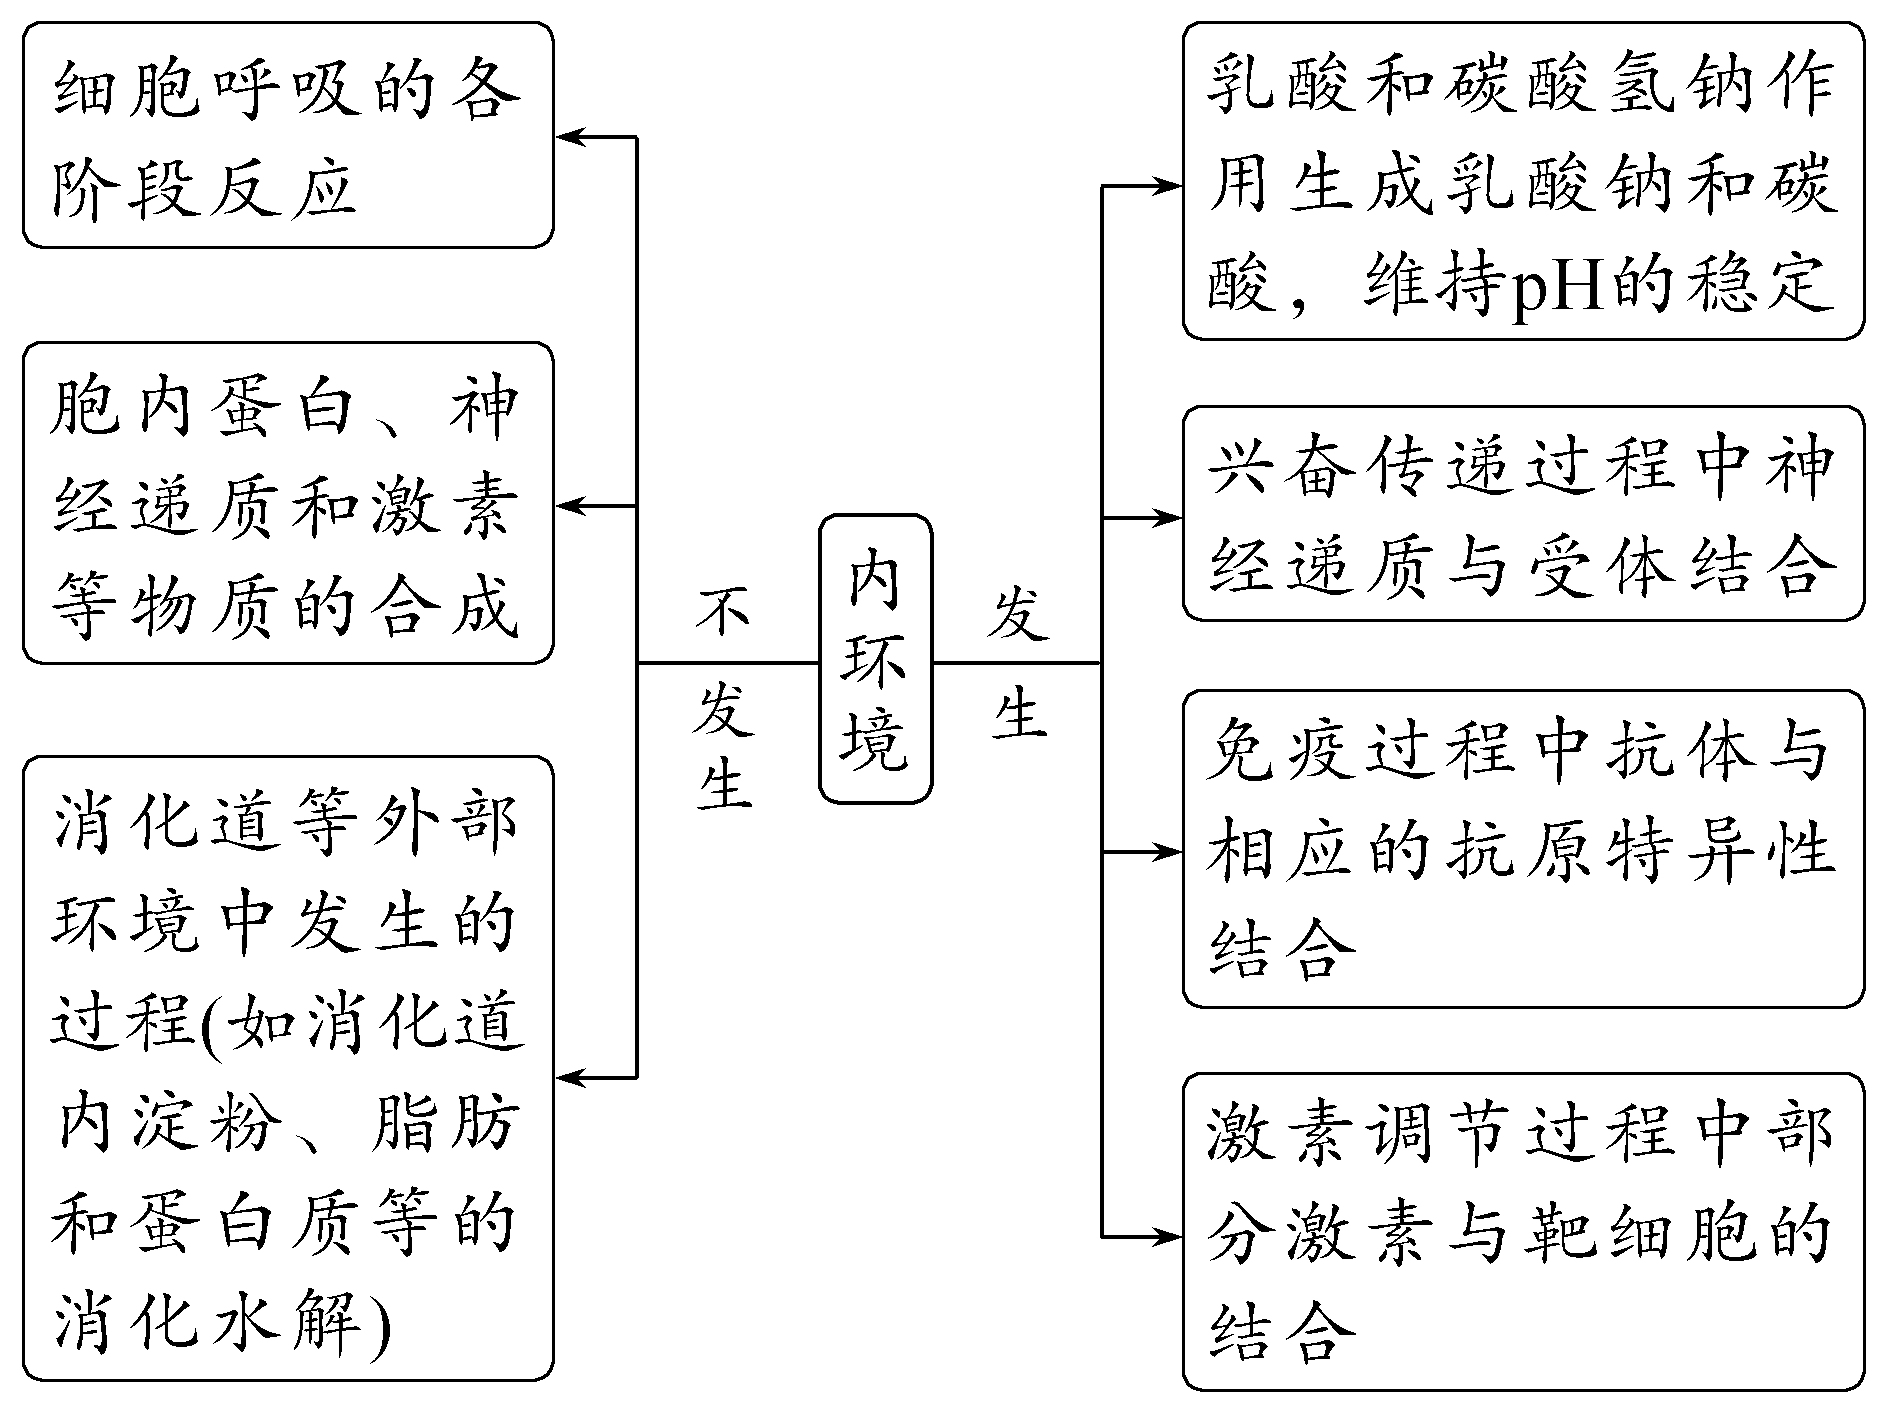 细胞呼吸的各
阶段反应
胞内蛋白、神
经递质和激素
等物质的合成
消化道等外部
环境中发生的
过程(如消化道
内淀粉、脂肪
和蛋白质等的
消化水解)
不
发
生
内
环
境
发
生
乳酸和碳酸氢钠作
用生成乳酸钠和碳
酸，维持pH的稳定
兴奋传递过程中神
经递质与受体结合
免疫过程中抗体与
相应的抗原特异性
结合
激素调节过程中部
分激素与靶细胞的
结合